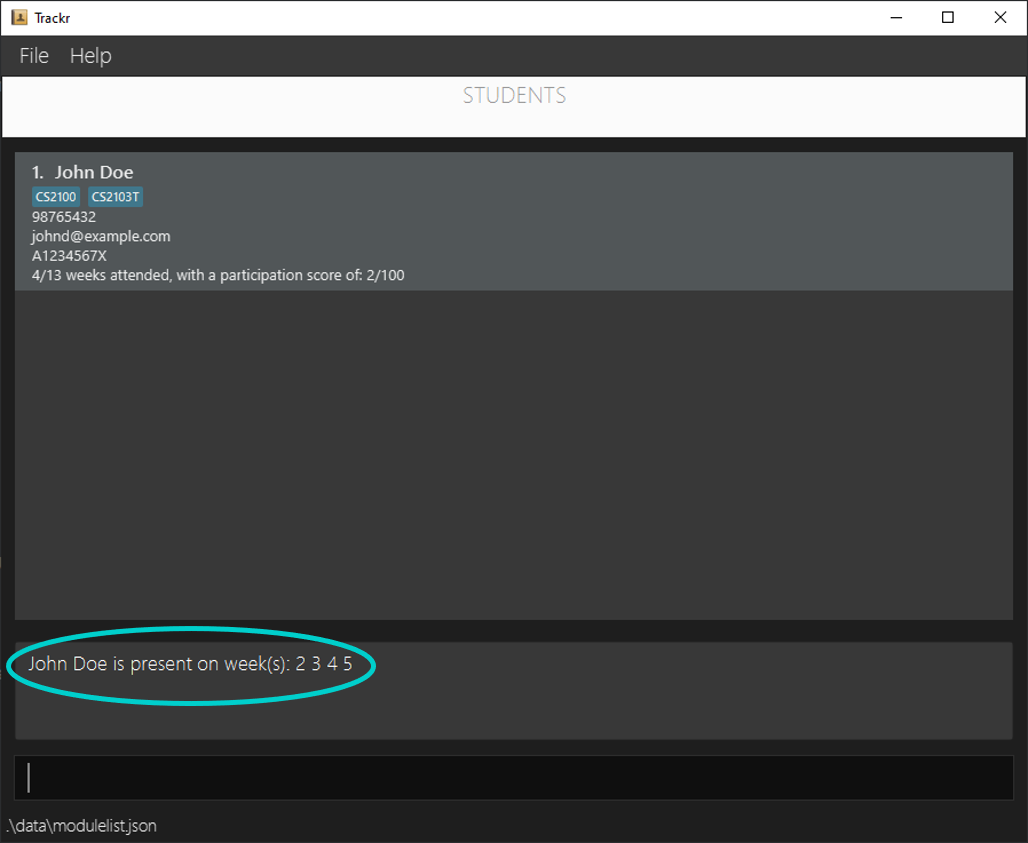 Trackr
File Help
STUDENTS
1. John Doe
CS2100 CS2103T
98765432
johnd@example.com
A1234567X
4/13 weeks attended, with a participation score of: 2/100
John Doe is present on week(s): 2 3 4 5
.\data\modulelist.json